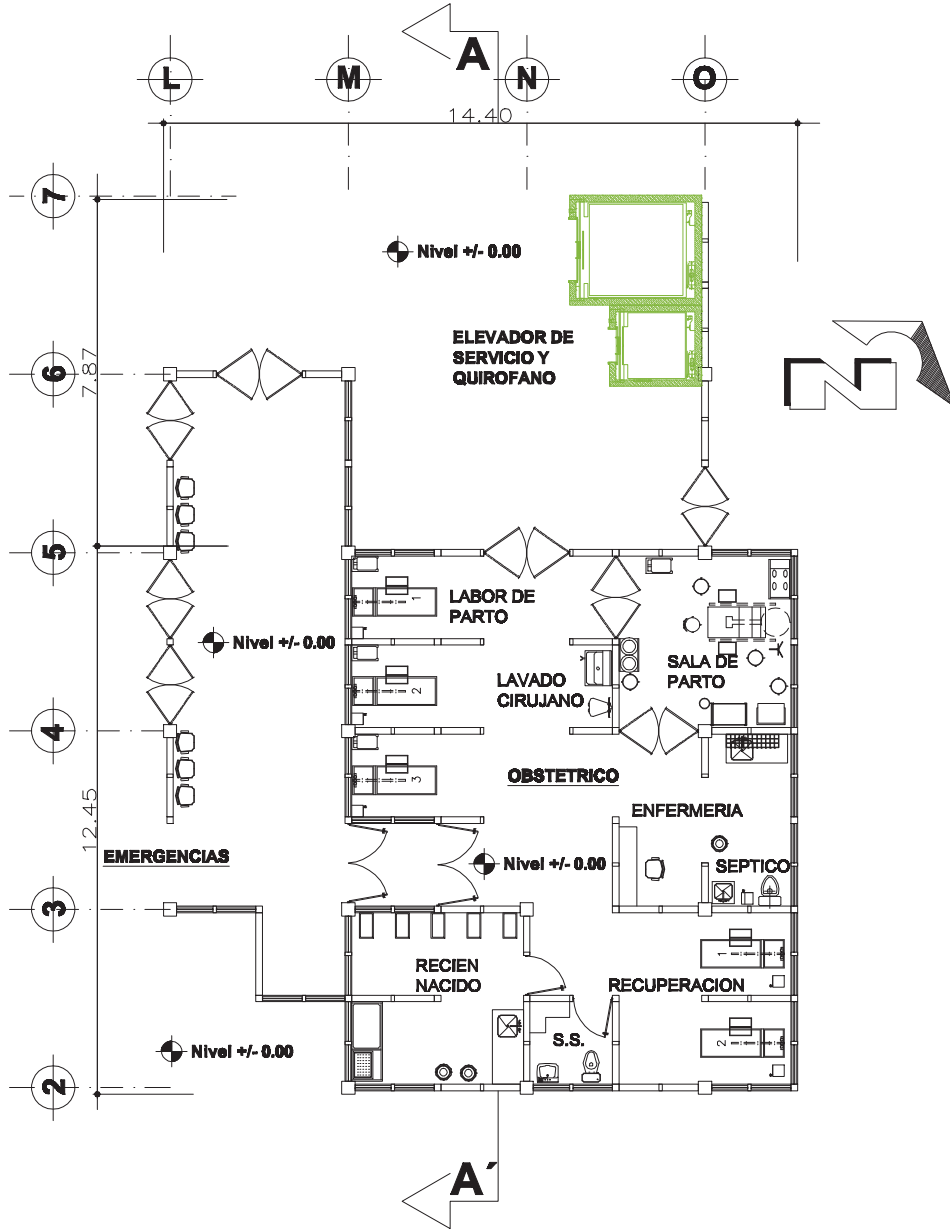 A
L
M
N
O
14.40
7
Nivel +/- 0.00
7.87
ELEVADOR DE
SERVICIO Y
QUIROFANO
6
N
5
LABOR DE
PARTO
1
Nivel +/- 0.00
SALA DE
PARTO
LAVADO
CIRUJANO
2
4
OBSTETRICO
3
ENFERMERIA
12.45
EMERGENCIAS
Nivel +/- 0.00
SEPTICO
3
RECIEN
NACIDO
RECUPERACION
1
Nivel +/- 0.00
S.S.
2
2
A´